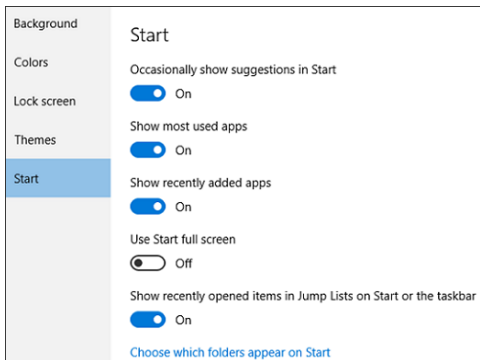 Background
Colors
Lock screen
Themes
Start
Start
Occasionally show suggestions in Start
On
Show most used apps
On
Show recently added apps
On
Use Start full screen
Off
Show recently opened items in Jump Lists on Start or the taskbar
On
Choose which folders appear on Start